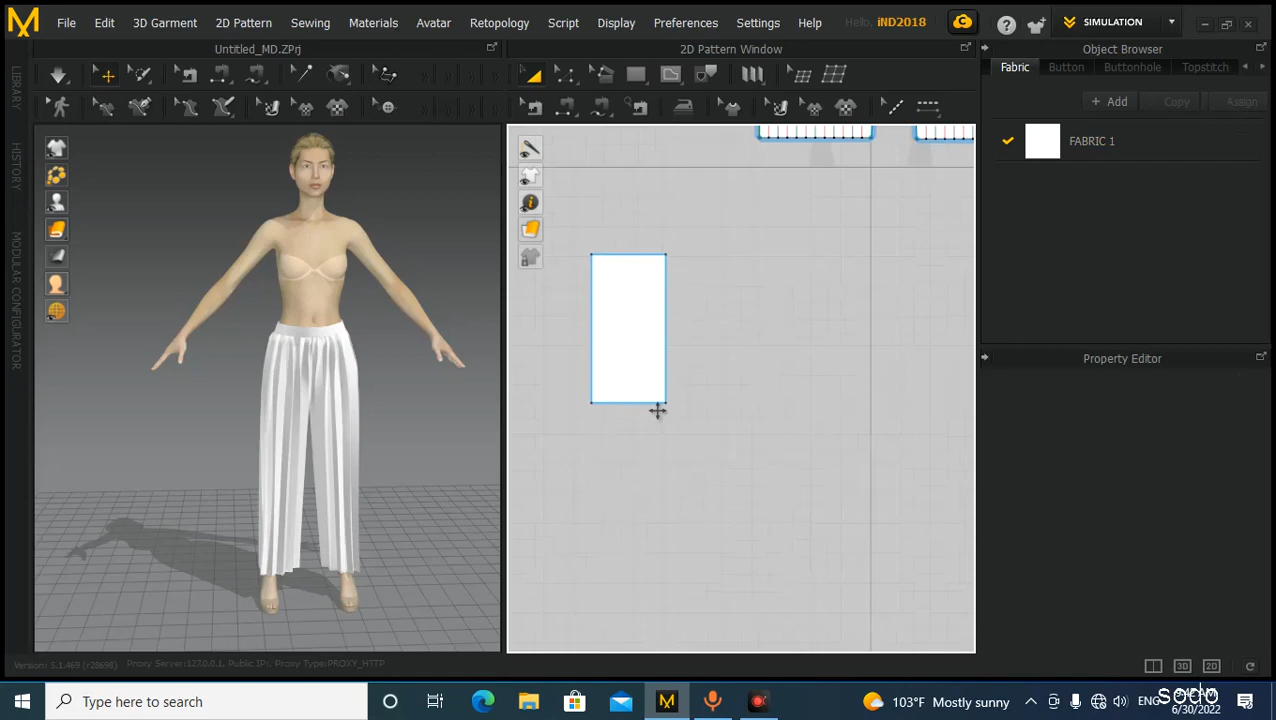 File Edit 3D Garment 2D Pattern Sewing Materials Avatar Retopology Script Display Preferences Settings Help Hello, iND2018 SIMULATION
Untitled_MD.ZPrj
2D Pattern Window
Object Browser
Fabric Button Buttonhole Topstitch
+ Add Copy Assign
FABRIC 1
LIBRARY
HISTORY
MODULAR CONFIGURATOR
Property Editor
Version: 5.1.469 (r28698) Proxy Server:127.0.0.1, Public IP:, Proxy Type:PROXY_HTTP
3D 2D
Type here to search
103°F Mostly sunny
ENG
6/30/2022